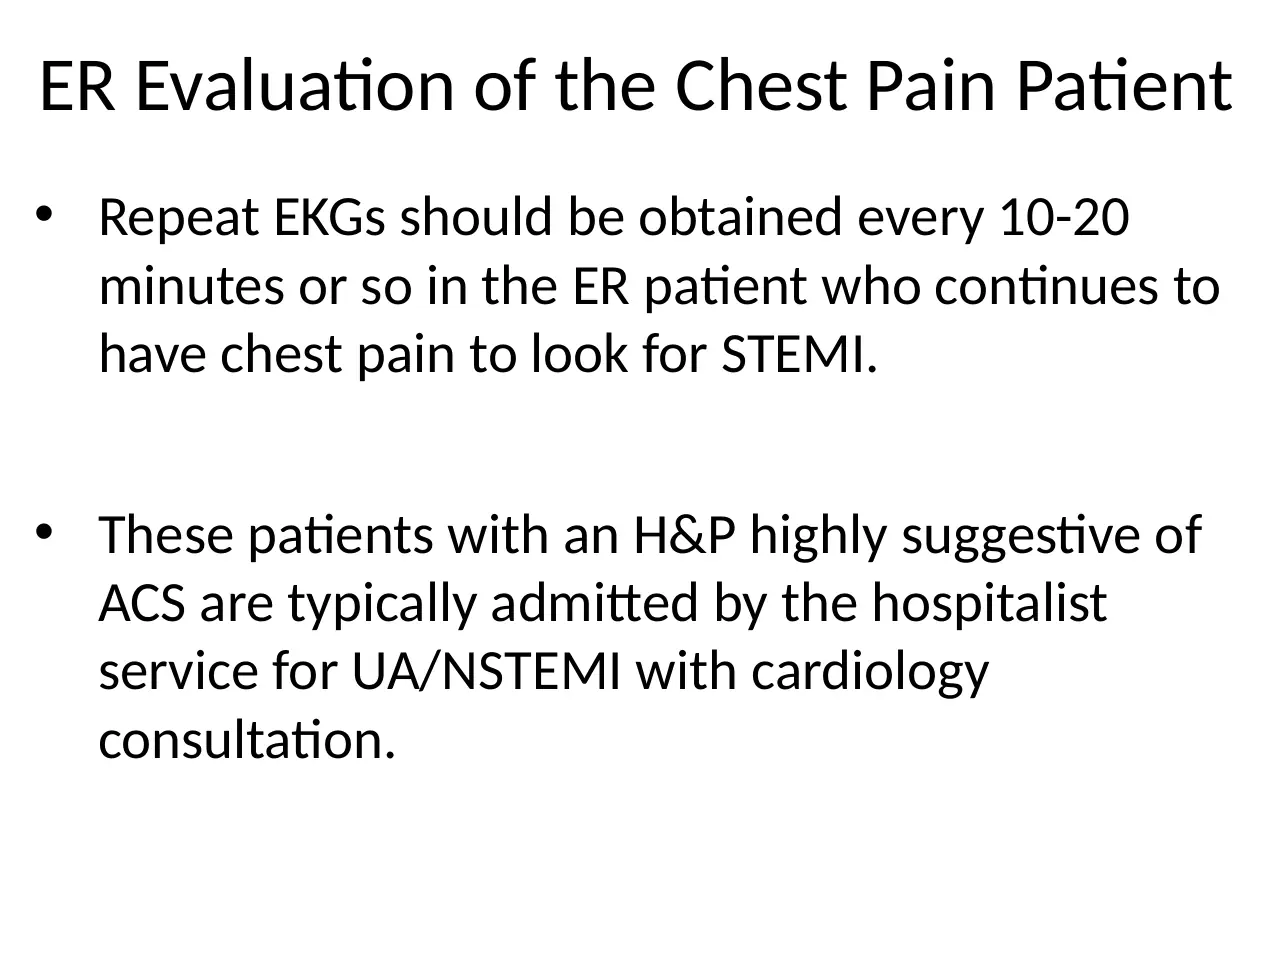 ER Evaluation of the Chest Pain Patient
• Repeat EKGs should be obtained every 10-20
minutes or so in the ER patient who continues to
have chest pain to look for STEMI.
• These patients with an H&P highly suggestive of
ACS are typically admitted by the hospitalist
service for UA/NSTEMI with cardiology
consultation.